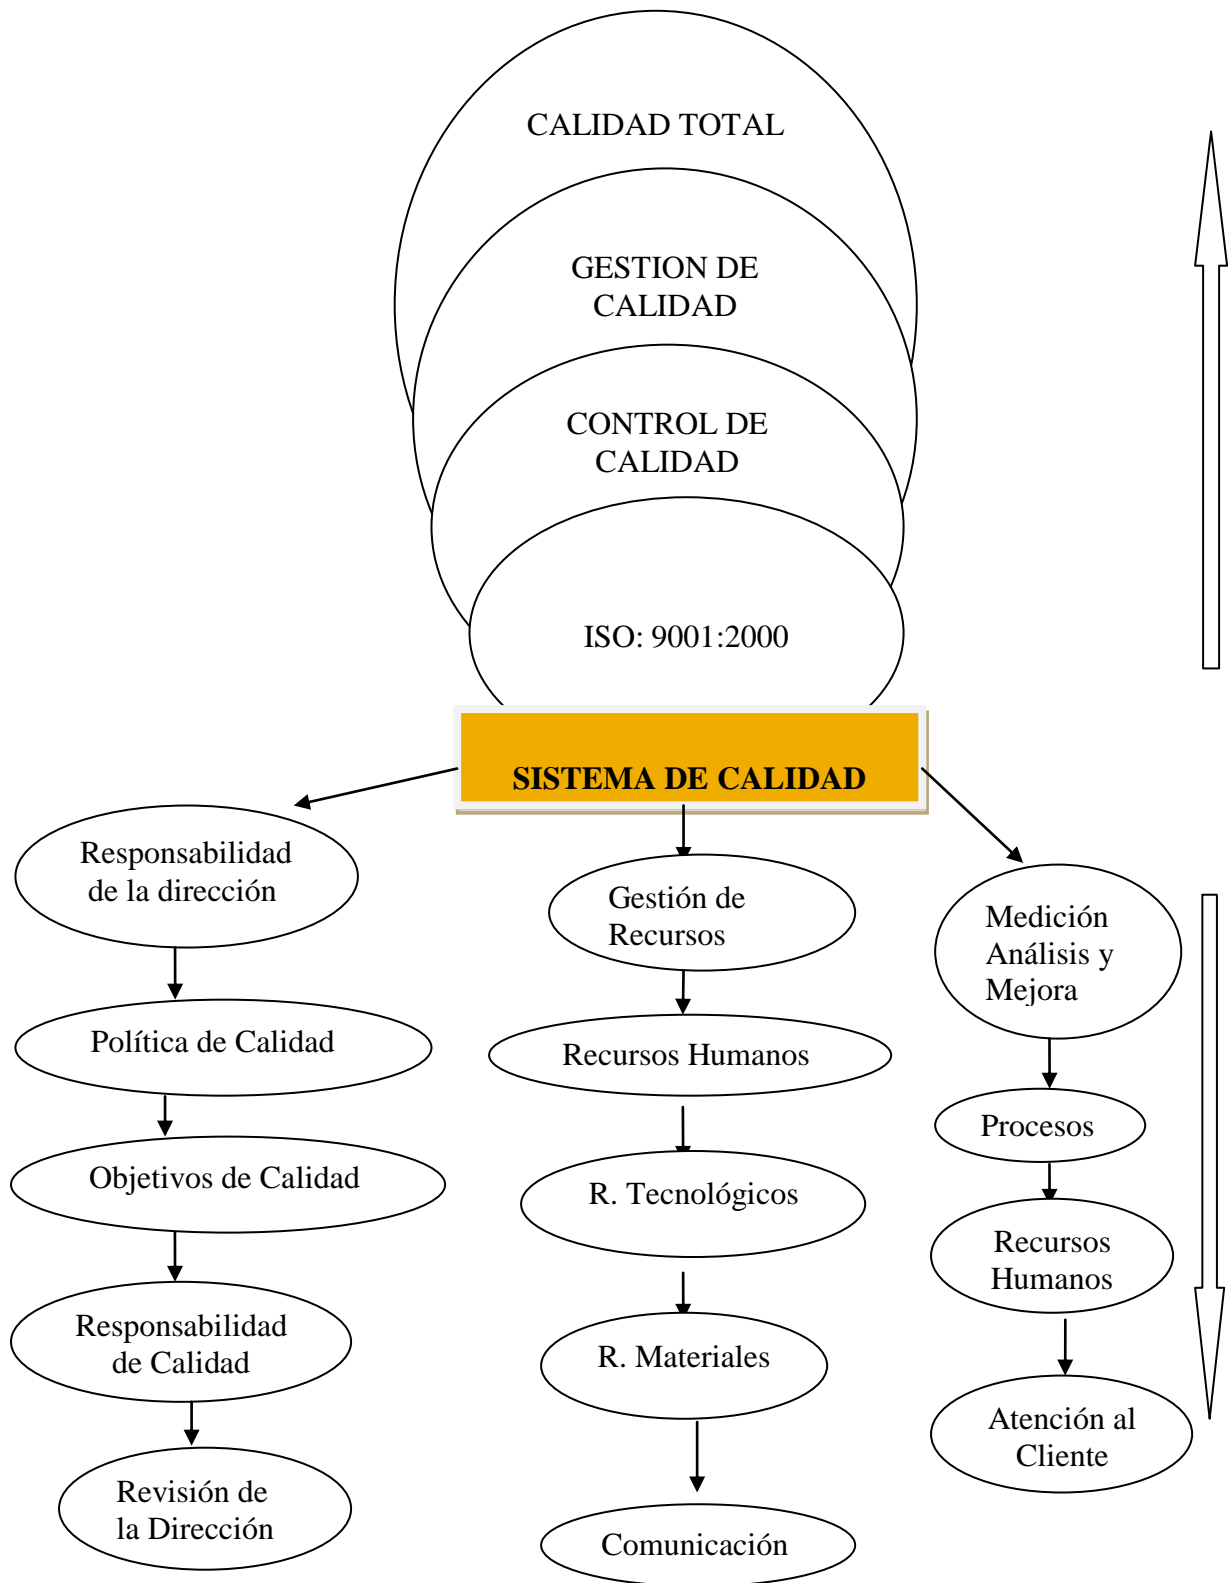 CALIDAD TOTAL
GESTION DE
CALIDAD
CONTROL DE
CALIDAD
ISO: 9001:2000
SISTEMA DE CALIDAD
Responsabilidad
de la dirección
Política de Calidad
Objetivos de Calidad
Responsabilidad
de Calidad
Revisión de
la Dirección
Gestión de
Recursos
Recursos Humanos
R. Tecnológicos
R. Materiales
Comunicación
Medición
Análisis y
Mejora
Procesos
Recursos
Humanos
Atención al
Cliente